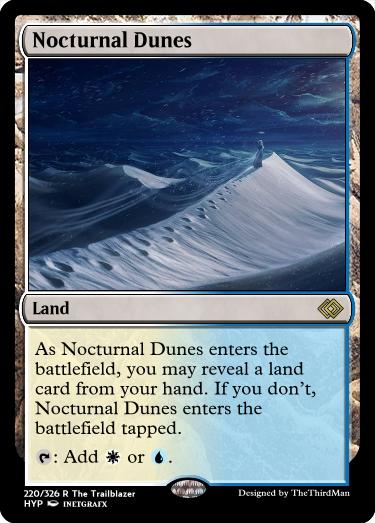 Nocturnal Dunes
Land
As Nocturnal Dunes enters the
battlefield, you may reveal a land
card from your hand. If you don't,
Nocturnal Dunes enters the
battlefield tapped.
: Add or .
220/326 R The Trailblazer
Designed by TheThirdMan
HYP INETGRAFX